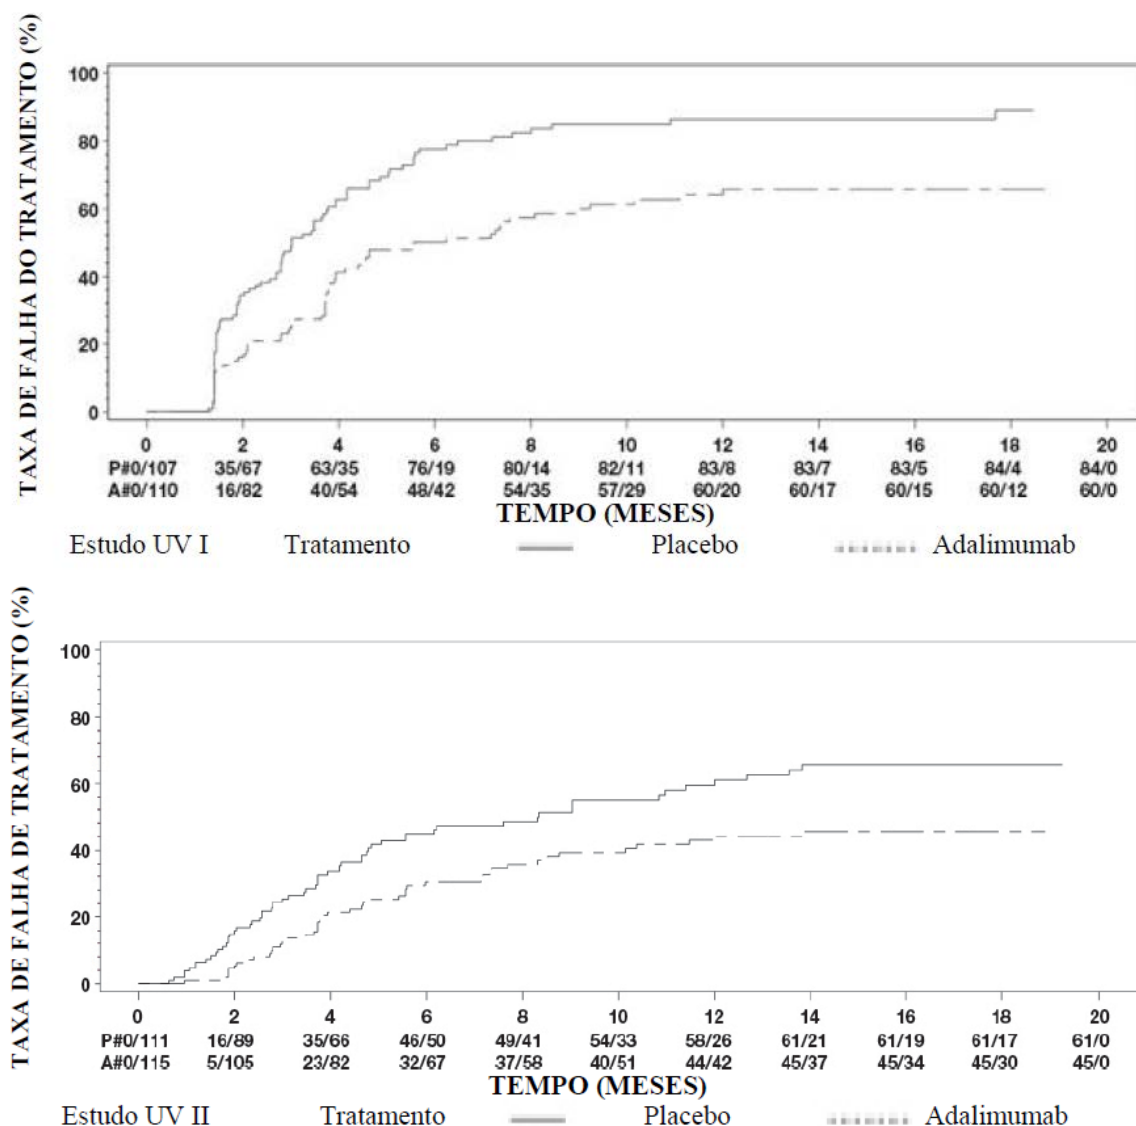 TAXA DE FALHA DO TRATAMENTO (%)
100
80
60
40
20
0
0 2 4 6 8 10 12 14 16 18 20
P#0/107 35/67 63/35 76/19 80/14 82/11 83/8 83/7 83/5 84/4 84/0
A#0/110 16/82 40/54 48/42 54/35 57/29 60/20 60/17 60/15 60/12 60/0
TEMPO (MESES)
Estudo UV I Tratamento Placebo Adalimumab
TAXA DE FALHA DE TRATAMENTO (%)
100
80
60
40
20
0
0 2 4 6 8 10 12 14 16 18 20
P#0/111 16/89 35/66 46/50 49/41 54/33 58/26 61/21 61/19 61/17 61/0
A#0/115 5/105 23/82 32/67 37/58 40/51 44/42 45/37 45/34 45/30 45/0
TEMPO (MESES)
Estudo UV II Tratamento Placebo Adalimumab